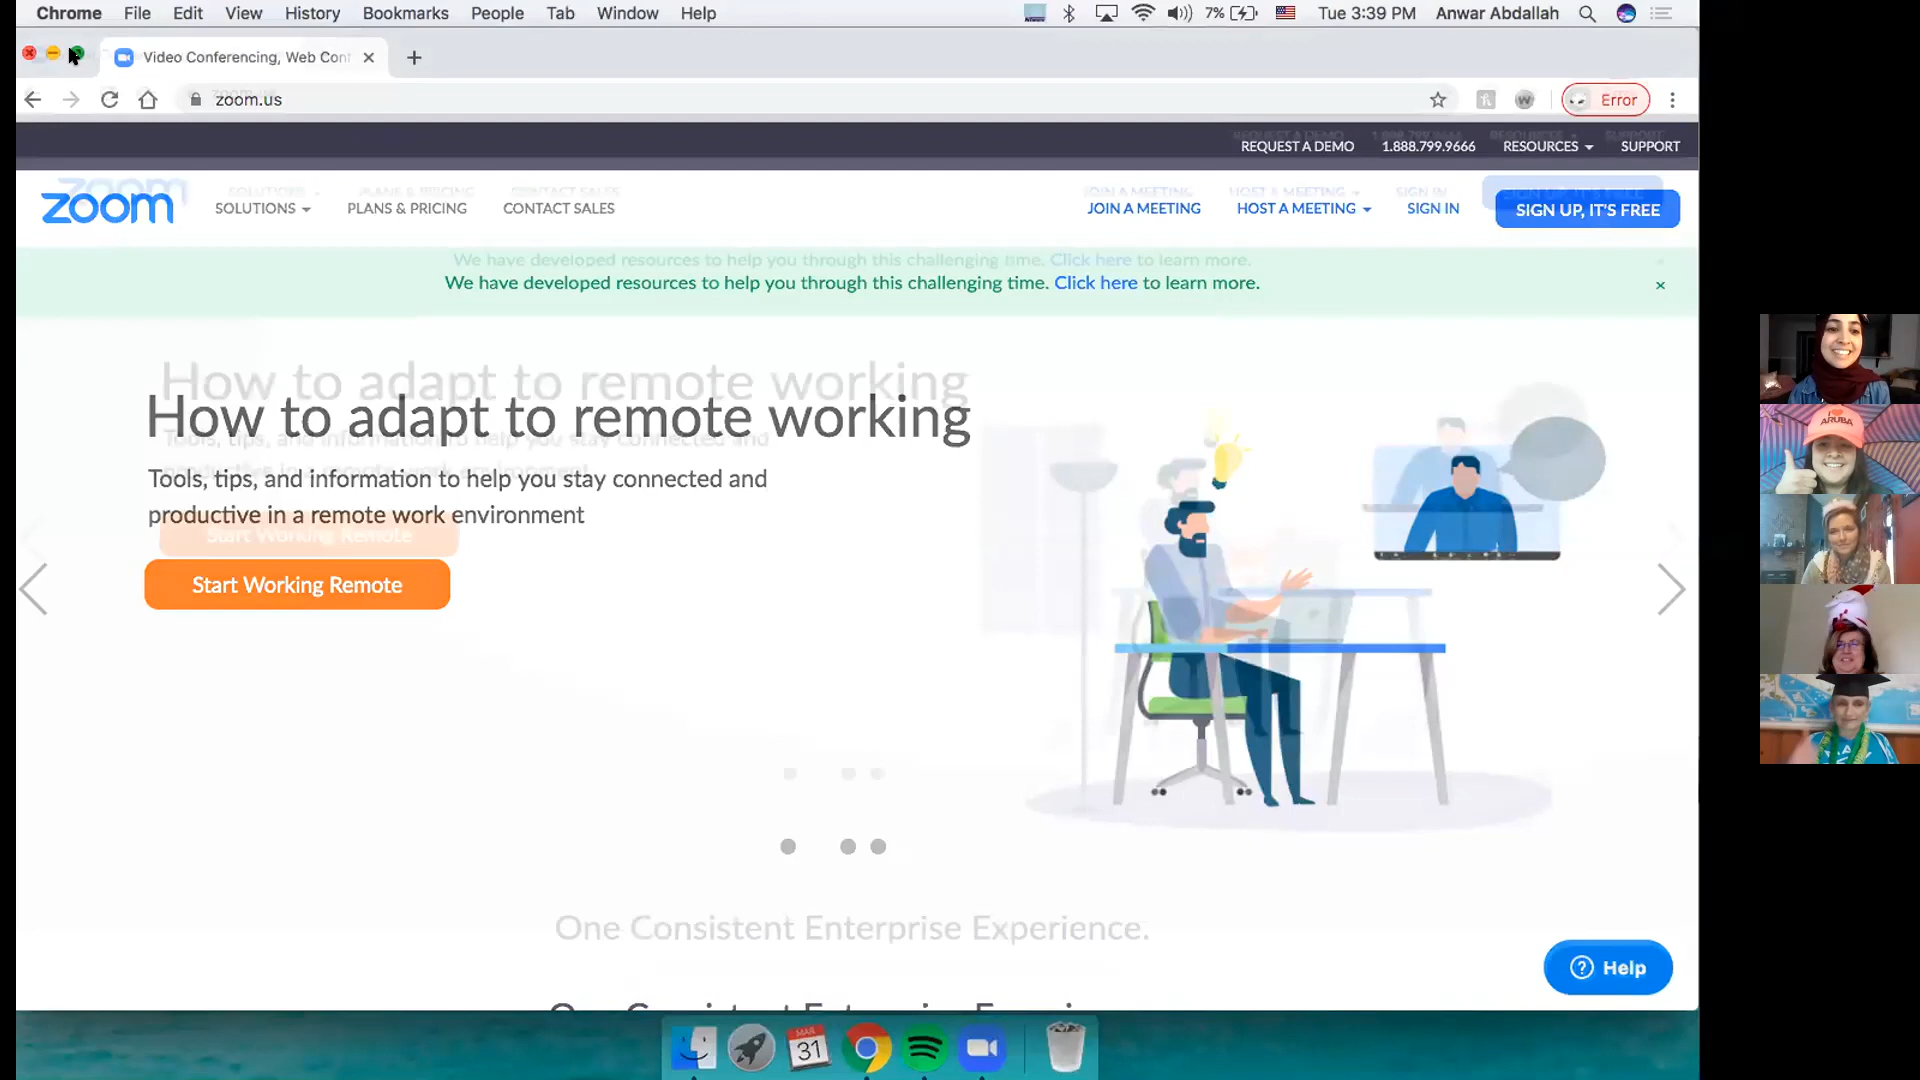 Chrome File Edit View History Bookmarks People Tab Window Help 7% Tue 3:39 PM Anwar Abdallah
Video Conferencing, Web Conf
zoom.us
Error
REQUEST A DEMO 1.888.799.9666 RESOURCES SUPPORT
zoom SOLUTIONS PLANS & PRICING CONTACT SALES JOIN A MEETING HOST A MEETING SIGN IN SIGN UP, IT'S FREE
We have developed resources to help you through this challenging time. Click here to learn more.
How to adapt to remote working
Tools, tips, and information to help you stay connected and
productive in a remote work environment
Start Working Remote
One Consistent Enterprise Experience.
Help
MAR
31
I
ARUBA